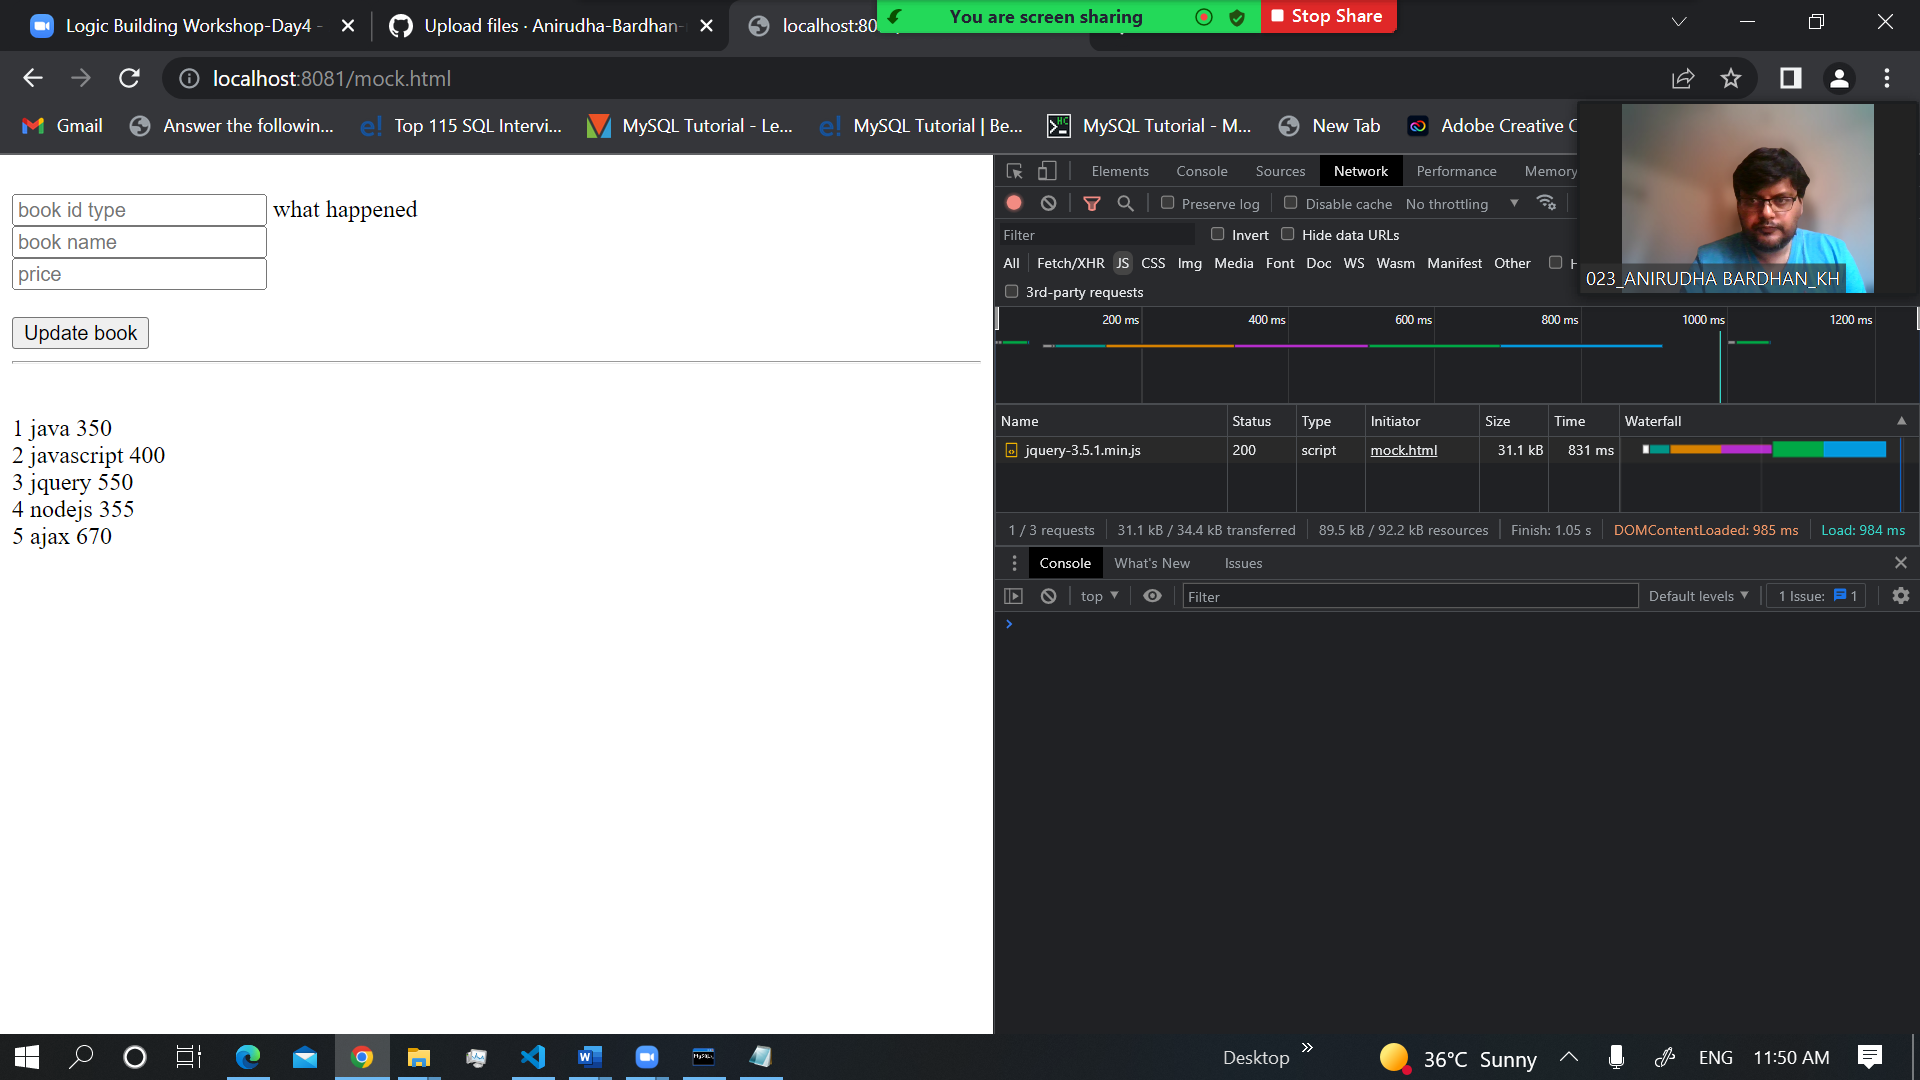 Logic Building Workshop-Day4 -
Upload files · Anirudha-Bardhan-
localhost:80
You are screen sharing
Stop Share
localhost:8081/mock.html
Gmail
Answer the followin...
Top 115 SQL Intervi...
MySQL Tutorial - Le...
MySQL Tutorial | Be...
MySQL Tutorial - M...
New Tab
Adobe Creative C
023_ANIRUDHA BARDHAN_KH
book id type what happened
book name
price
Update book
1 java 350
2 javascript 400
3 jquery 550
4 nodejs 355
5 ajax 670
Elements Console Sources Network Performance Memory
Preserve log Disable cache No throttling
Filter Invert Hide data URLs
All Fetch/XHR JS CSS Img Media Font Doc WS Wasm Manifest Other
3rd-party requests
200 ms 400 ms 600 ms 800 ms 1000 ms 1200 ms
Name Status Type Initiator Size Time Waterfall
jquery-3.5.1.min.js 200 script mock.html 31.1 kB 831 ms
1 / 3 requests 31.1 kB / 34.4 kB transferred 89.5 kB / 92.2 kB resources Finish: 1.05 s DOMContentLoaded: 985 ms Load: 984 ms
Console What's New Issues
top Filter Default levels 1 Issue: 1
Desktop 36°C Sunny ENG 11:50 AM